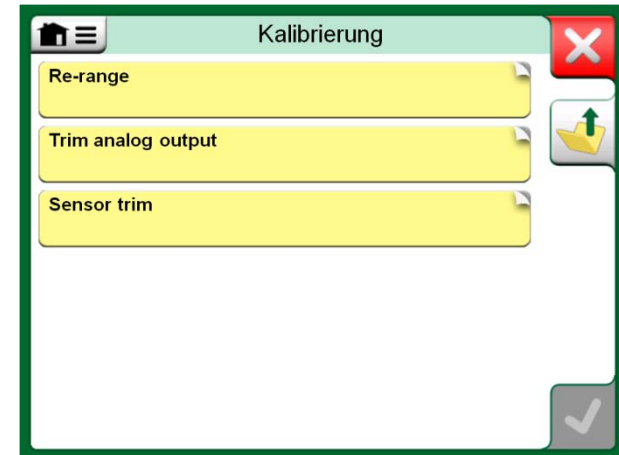 Kalibrierung
Re-range
Trim analog output
Sensor trim